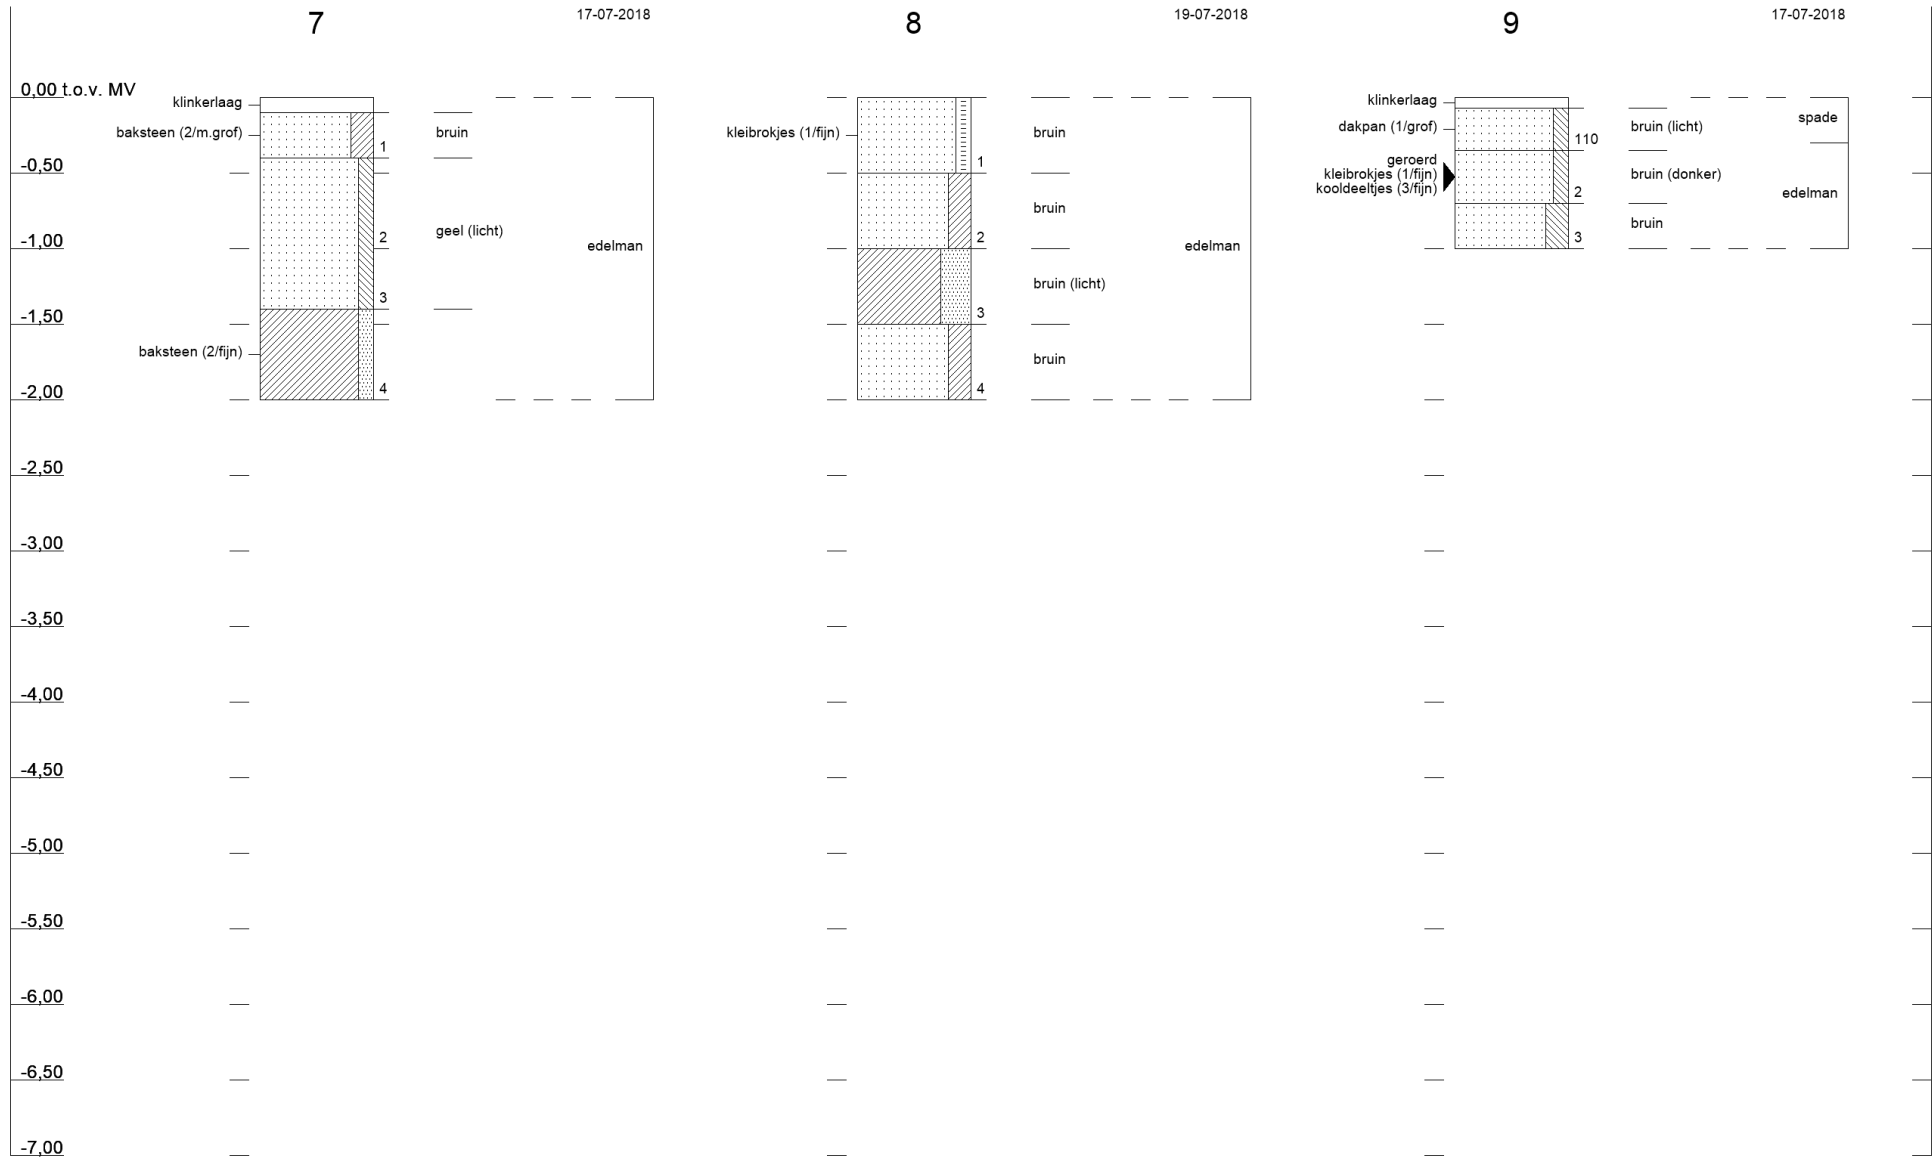 7
17-07-2018
8
19-07-2018
9
17-07-2018
0,00 t.o.v. MV
-0,50
-1,00
-1,50
-2,00
-2,50
-3,00
-3,50
-4,00
-4,50
-5,00
-5,50
-6,00
-6,50
-7,00
klinkerlaag
baksteen (2/m.grof)
baksteen (2/fijn)
1
2
3
4
bruin
geel (licht)
edelman
kleibrokjes (1/fijn)
1
2
3
4
bruin
bruin
bruin (licht)
bruin
edelman
klinkerlaag
dakpan (1/grof)
geroerd
kleibrokjes (1/fijn)
kooldeeltjes (3/fijn)
110
2
3
bruin (licht)
bruin (donker)
bruin
spade
edelman